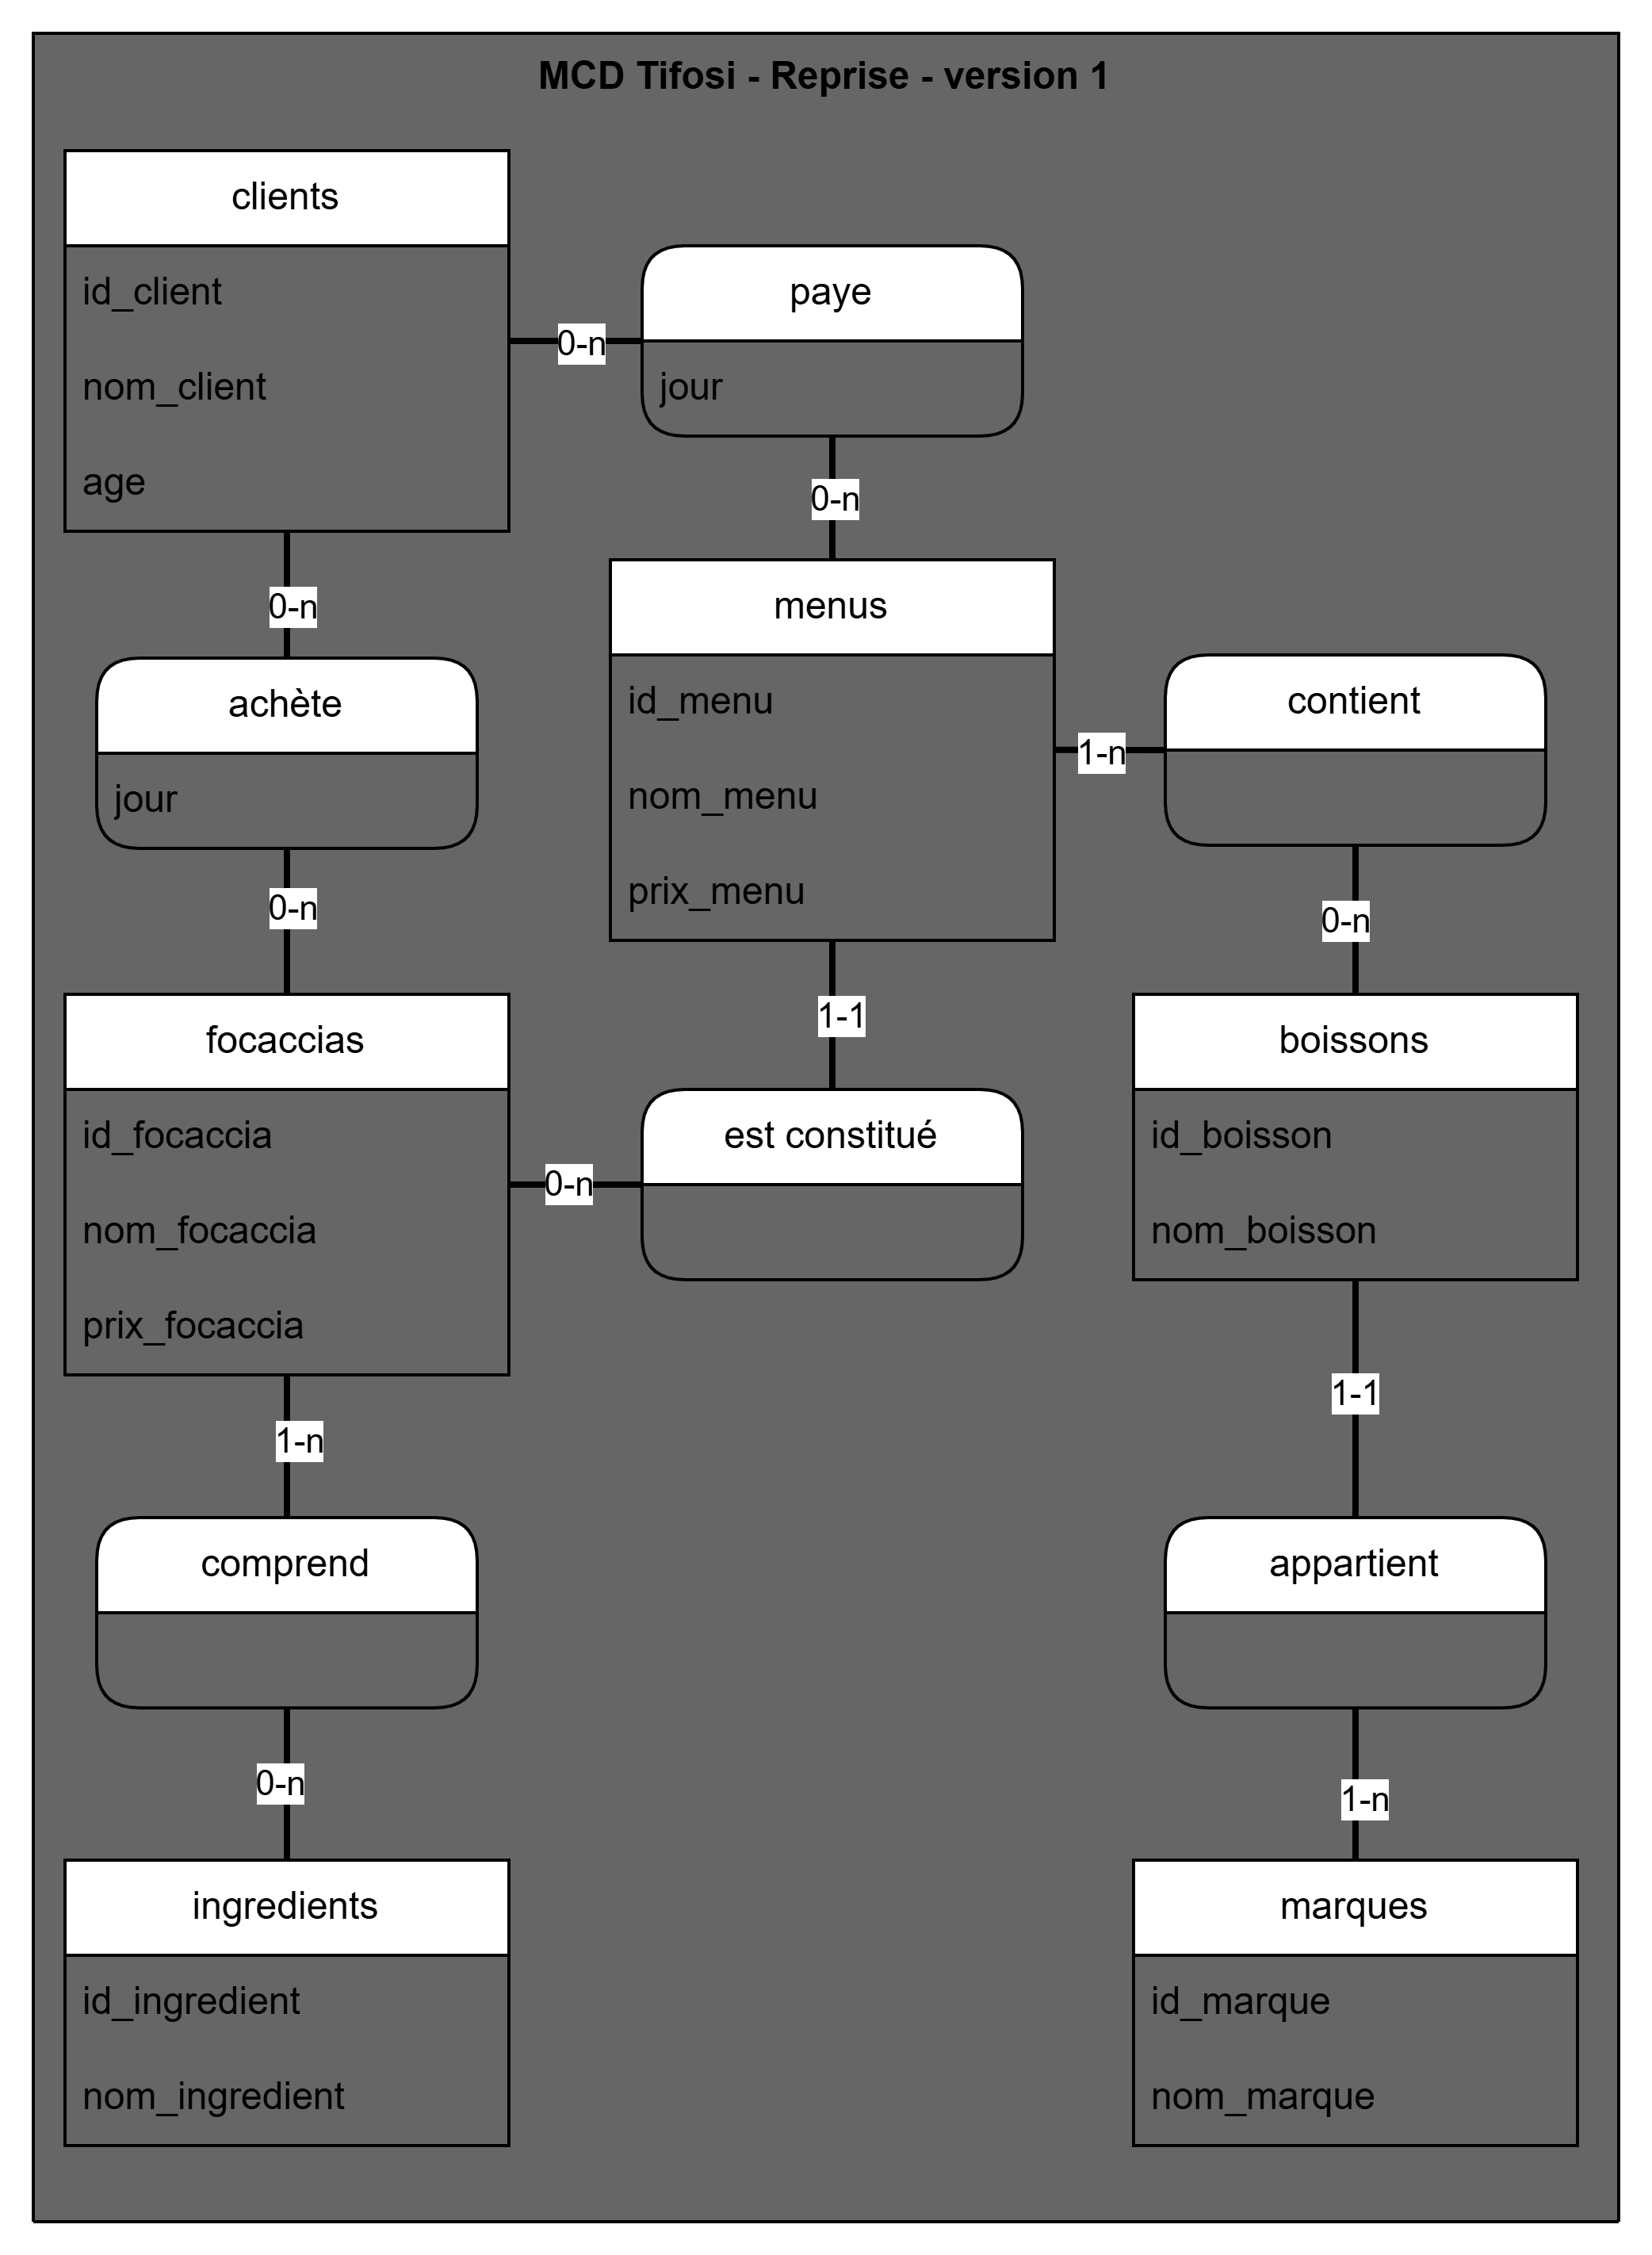 MCD Tifosi - Reprise - version 1
clients
id_client
nom_client
age
0-n
paye
jour
0-n
0-n
menus
id_menu
nom_menu
prix_menu
achète
jour
0-n
1-n
contient
0-n
focaccias
id_focaccia
nom_focaccia
prix_focaccia
1-1
0-n
est constitué
boissons
id_boisson
nom_boisson
1-n
1-1
comprend
appartient
0-n
1-n
ingredients
id_ingredient
nom_ingredient
marques
id_marque
nom_marque